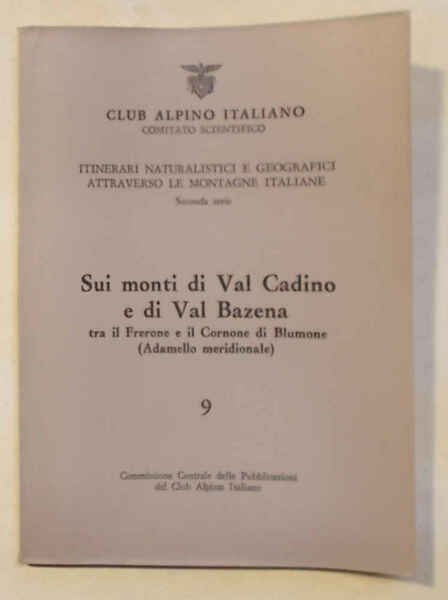 CLUB ALPINO ITALIANO
COMITATO SCIENTIFICO
ITINERARI NATURALISTICI E GEOGRAFICI
ATTRAVERSO LE MONTAGNE ITALIANE
Seconda serie
Sui monti di Val Cadino
e di Val Bazena
tra il Frerone e il Cornone di Blumone
(Adamello meridionale)
9
Commissione Centrale delle Pubblicazioni
del Club Alpino Italiano